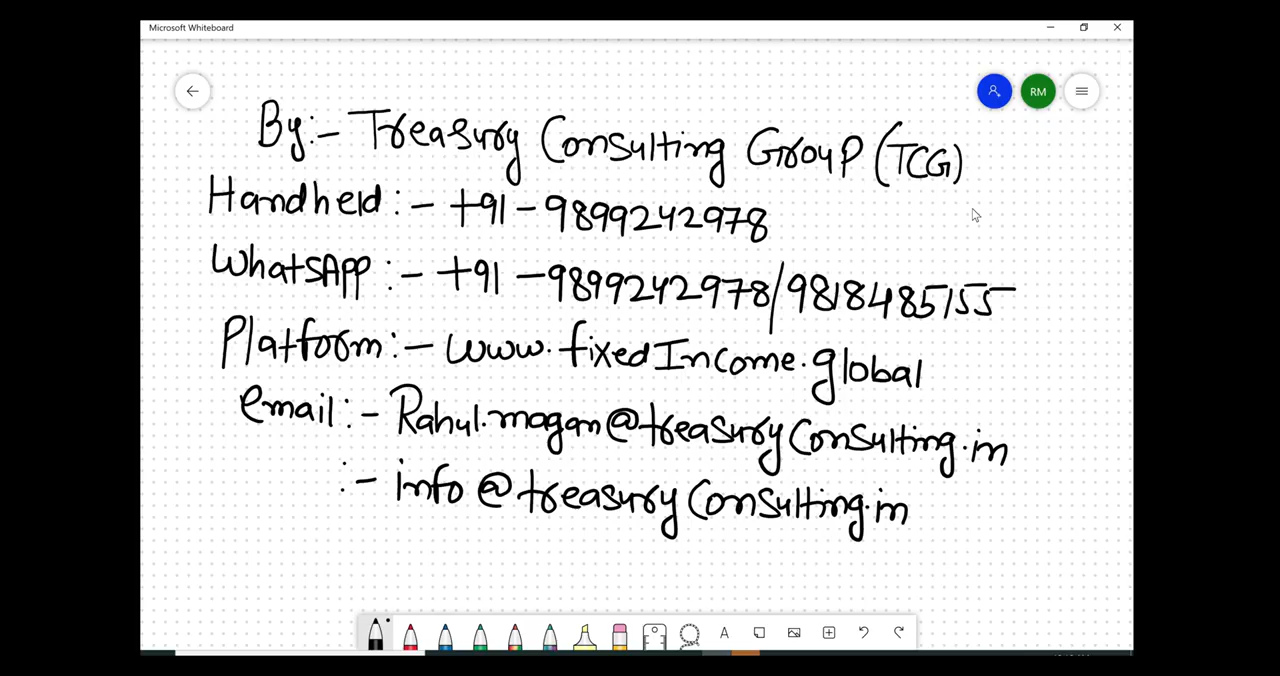 Microsoft Whiteboard
RM
By:- Treasury Consulting Group (TCG)
Handheld:- +91-9899242978
WhatsApp:- +91-9899242978/9818485155
Platform:- www.fixedIncome.global
email:- Rahul.magan@treasuryConsulting.in
:- info@treasuryConsulting.in
A